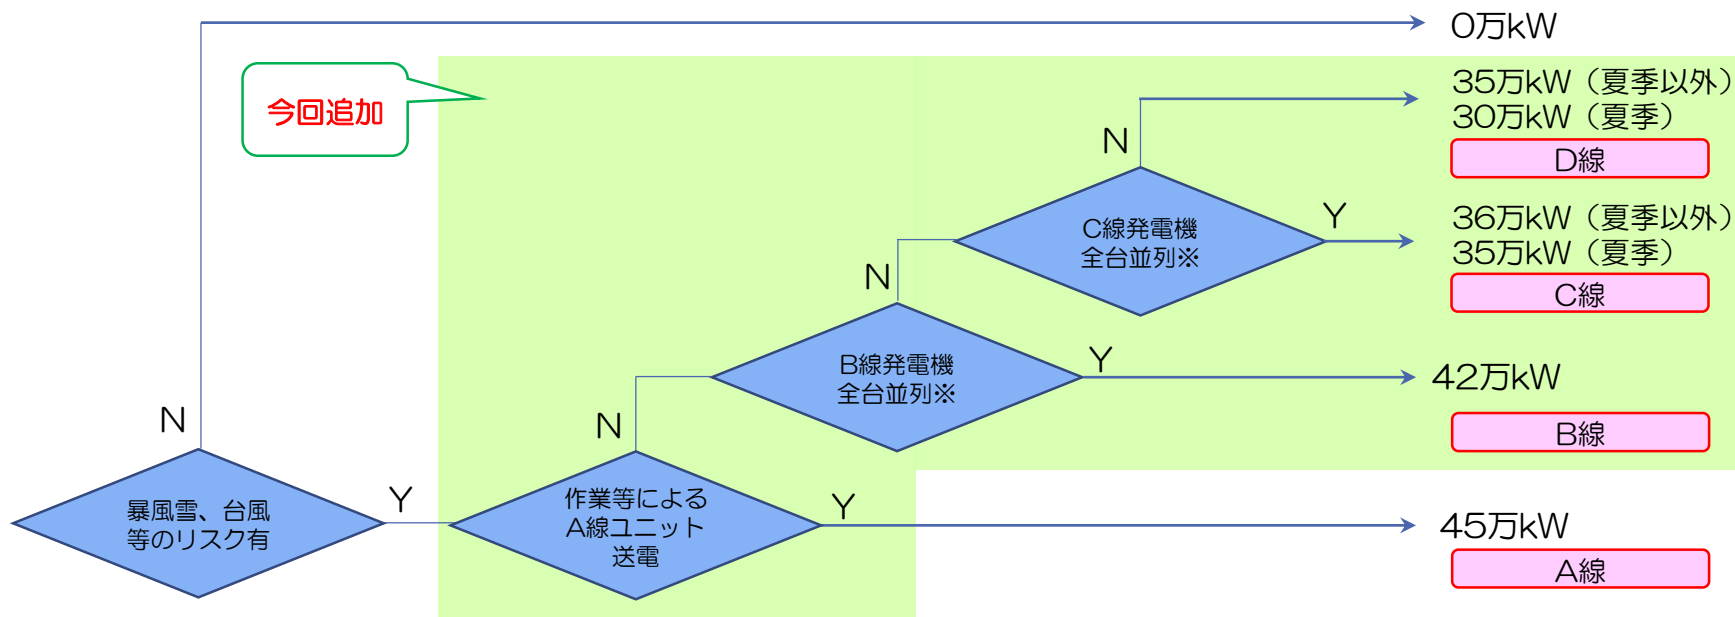 0万kW
今回追加
35万kW（夏季以外）
30万kW（夏季）
D線
N
C線発電機
全台並列※
Y
36万kW（夏季以外）
35万kW（夏季）
C線
N
B線発電機
全台並列※
Y
42万kW
B線
N
暴風雪、台風
等のリスク有
Y
N
作業等による
A線ユニット
送電
Y
45万kW
A線